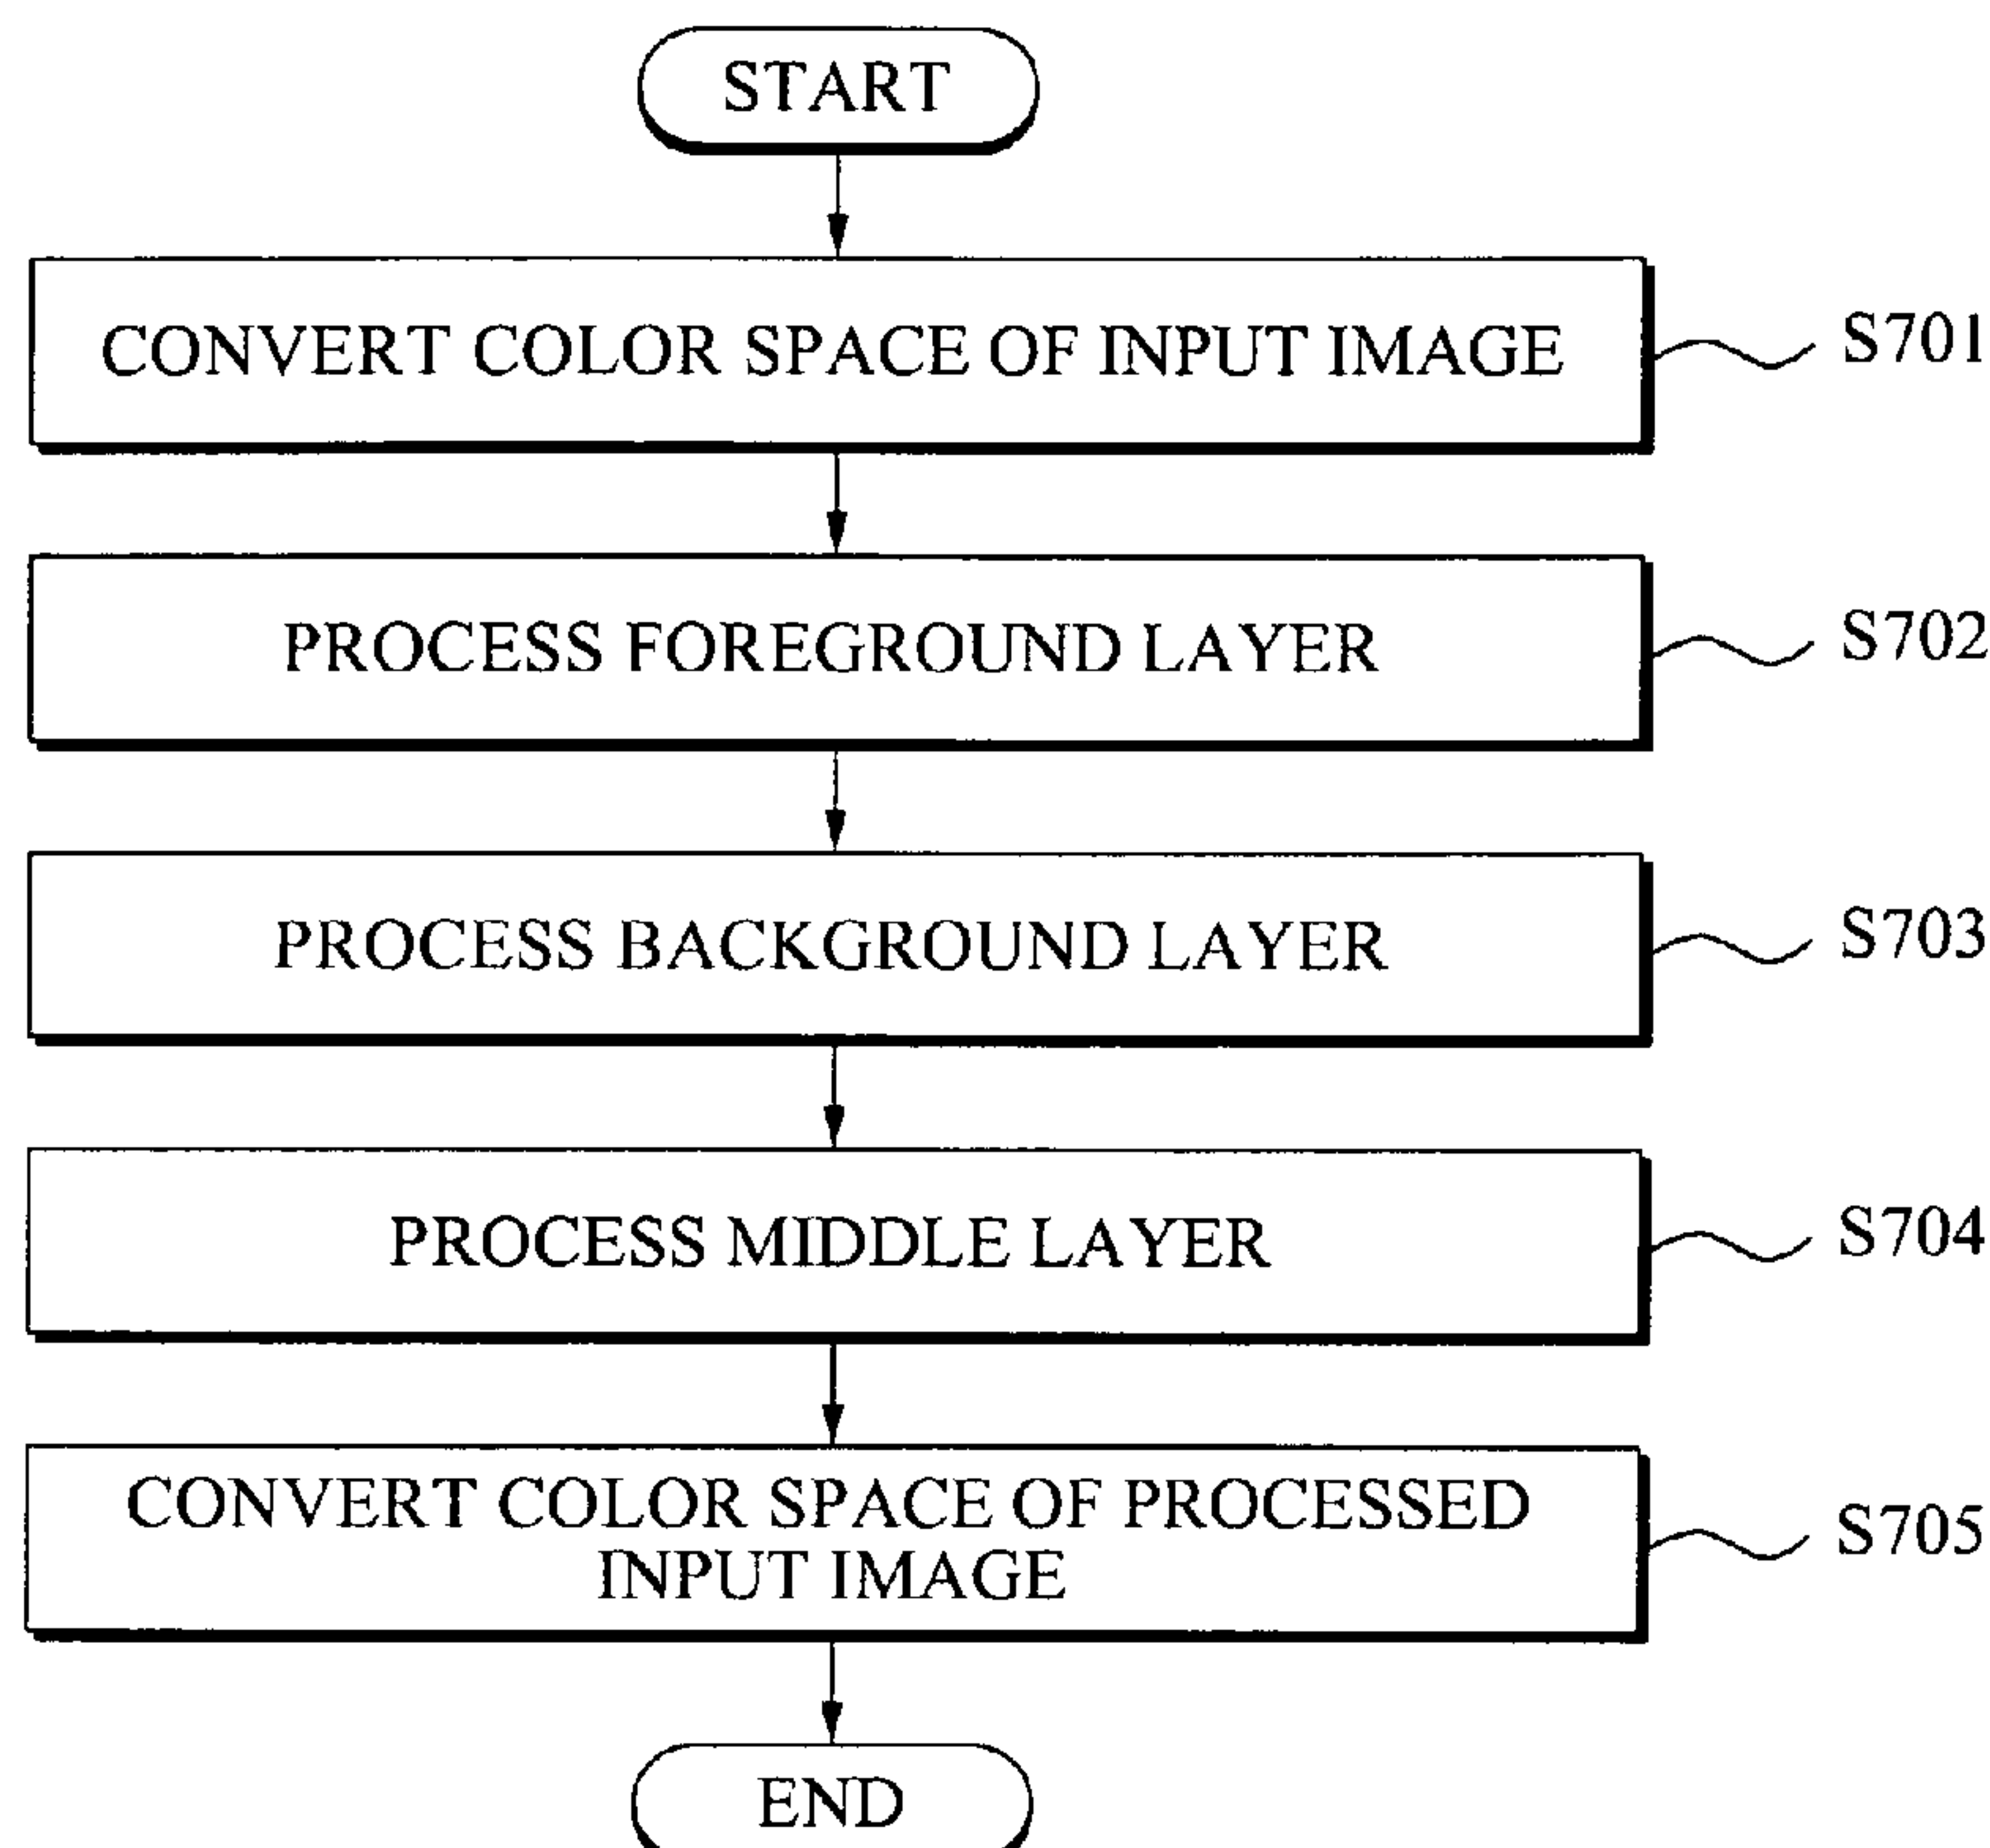 START
CONVERT COLOR SPACE OF INPUT IMAGE
S701
PROCESS FOREGROUND LAYER
S702
PROCESS BACKGROUND LAYER
S703
PROCESS MIDDLE LAYER
S704
CONVERT COLOR SPACE OF PROCESSED
INPUT IMAGE
S705
END